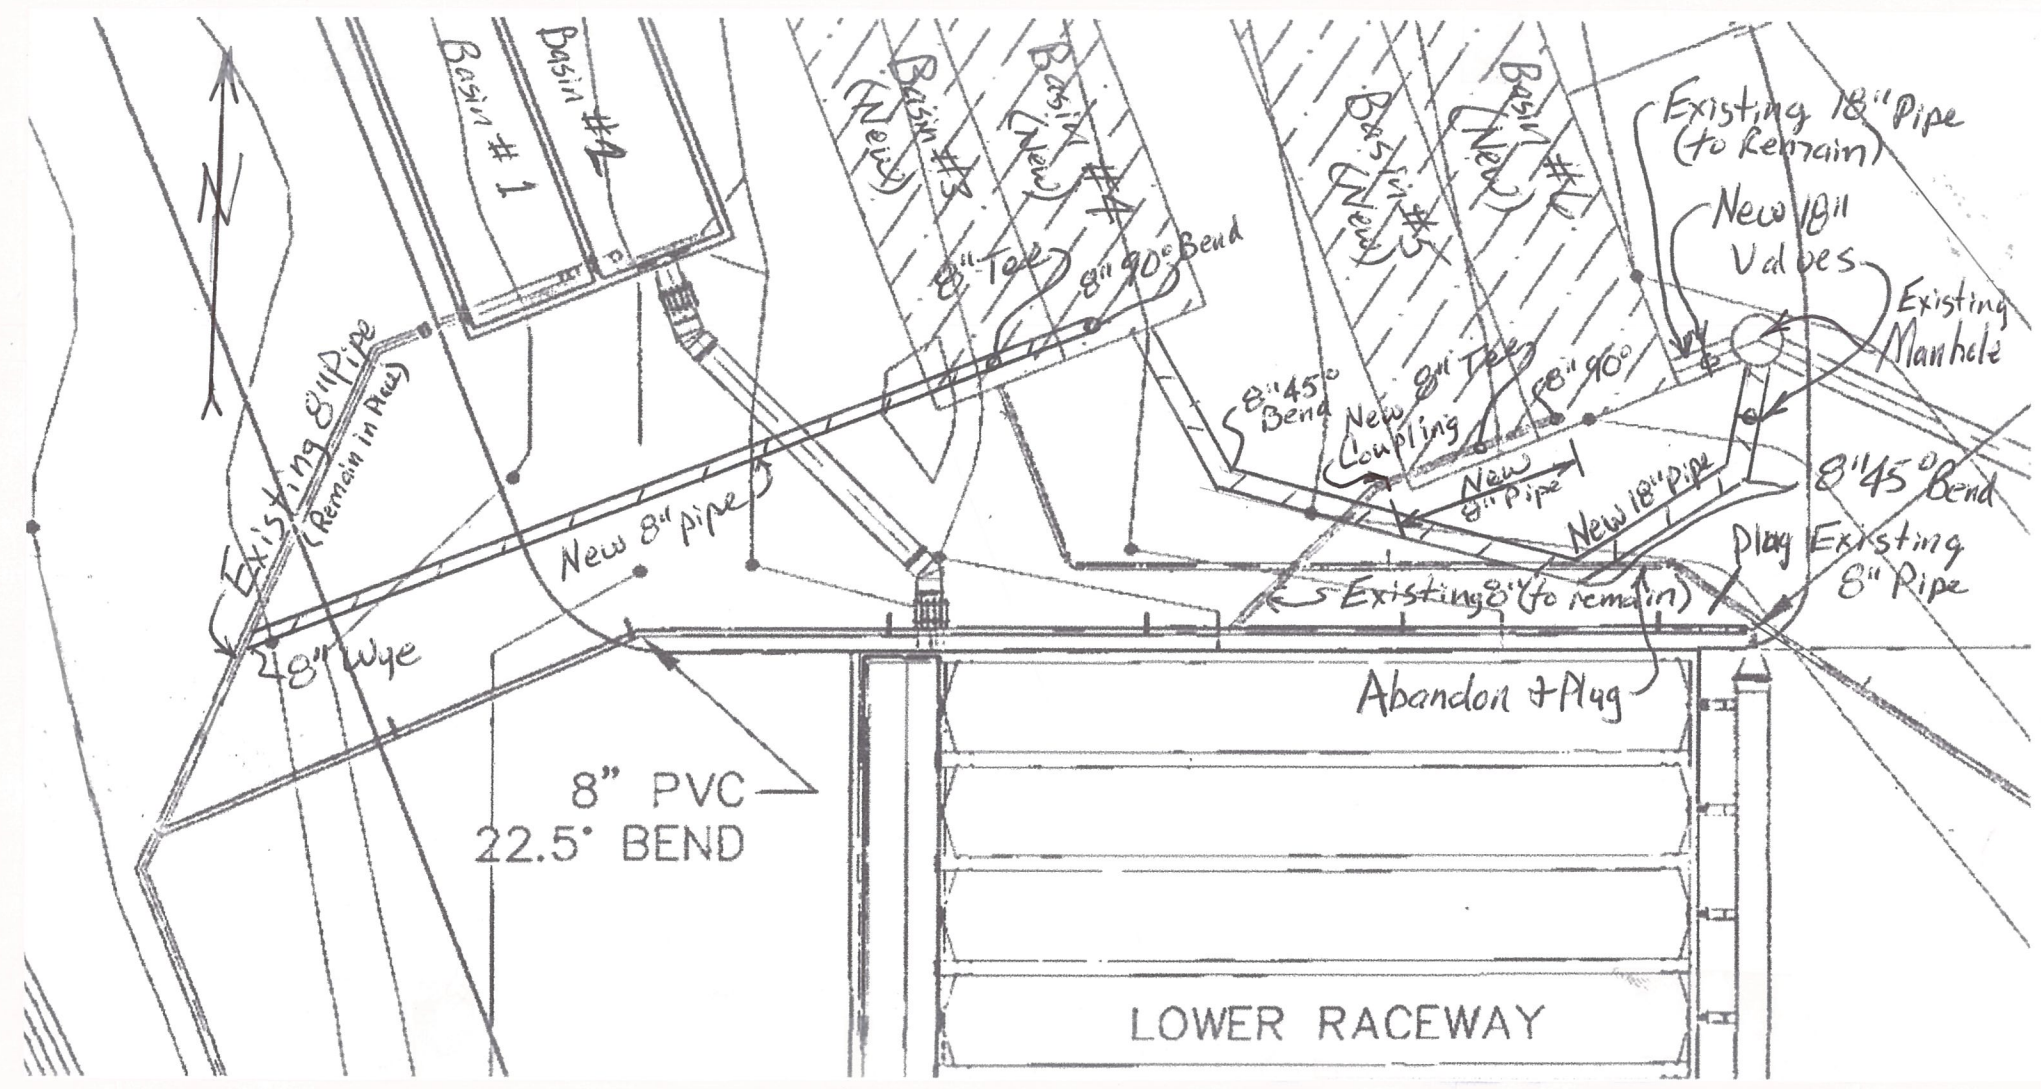 Basin # 1
Basin #2
Basin #3
(New)
Basin #4
(New)
Basin #5
(New)
Basin #6
(New)
Existing 18" Pipe
(to Remain)
New 18"
Valves
Existing
Manhole
N
8" Tee
8" 90° Bend
Existing 8" Pipe
(Remain in Place)
8" 45°
Bend
New
Coupling
8" Tee
8" 90°
New
8" Pipe
New 18" Pipe
8" 45° Bend
Plug Existing
8" Pipe
New 8" pipe
Existing 8" (to remain)
8" Wye
Abandon & Plug
8" PVC
22.5° BEND
LOWER RACEWAY